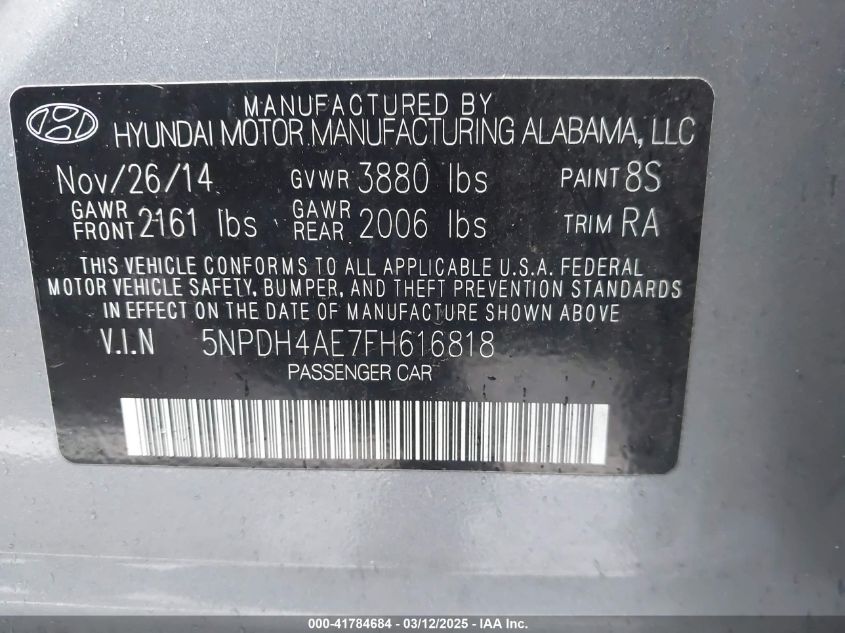 MANUFACTURED BY
HYUNDAI MOTOR MANUFACTURING ALABAMA, LLC
Nov/26/14 GVWR 3880 lbs PAINT 8S
GAWR FRONT 2161 lbs GAWR REAR 2006 lbs TRIM RA
THIS VEHICLE CONFORMS TO ALL APPLICABLE U.S.A. FEDERAL
MOTOR VEHICLE SAFETY, BUMPER, AND THEFT PREVENTION STANDARDS
IN EFFECT ON THE DATE OF MANUFACTURE SHOWN ABOVE
V.I.N 5NPDH4AE7FH616818
PASSENGER CAR
000-41784684 / 03/12/2025 - IAA Inc.